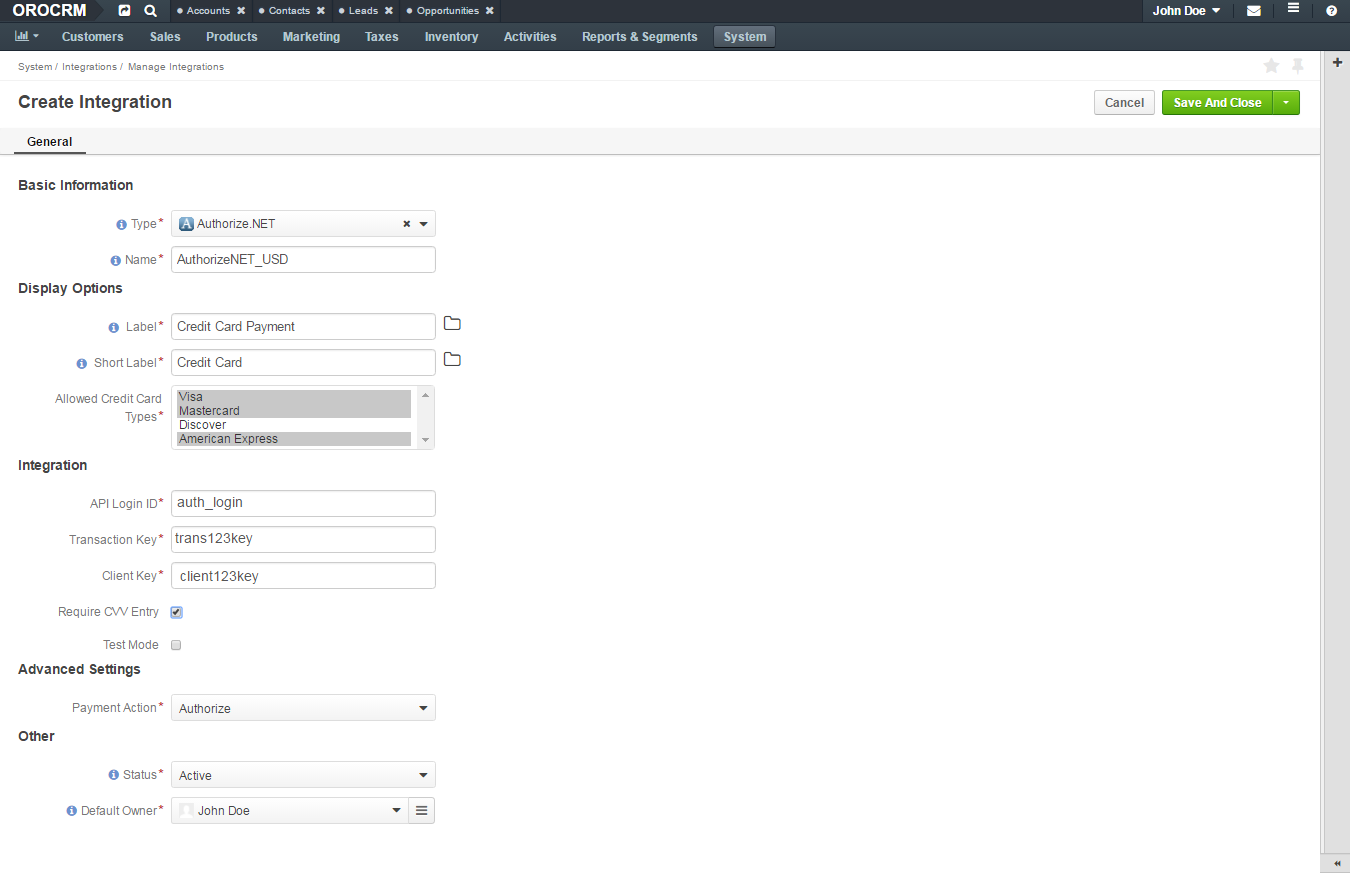 OROCRM Accounts Contacts Leads Opportunities John Doe
Customers Sales Products Marketing Taxes Inventory Activities Reports & Segments System
System / Integrations / Manage Integrations
Create Integration Cancel Save And Close
General
Basic Information
Type* A Authorize.NET
Name* AuthorizeNET_USD
Display Options
Label* Credit Card Payment
Short Label* Credit Card
Allowed Credit Card
Types*
Visa
Mastercard
Discover
American Express
Integration
API Login ID* auth_login
Transaction Key* trans123key
Client Key* client123key
Require CVV Entry
Test Mode
Advanced Settings
Payment Action* Authorize
Other
Status* Active
Default Owner* John Doe